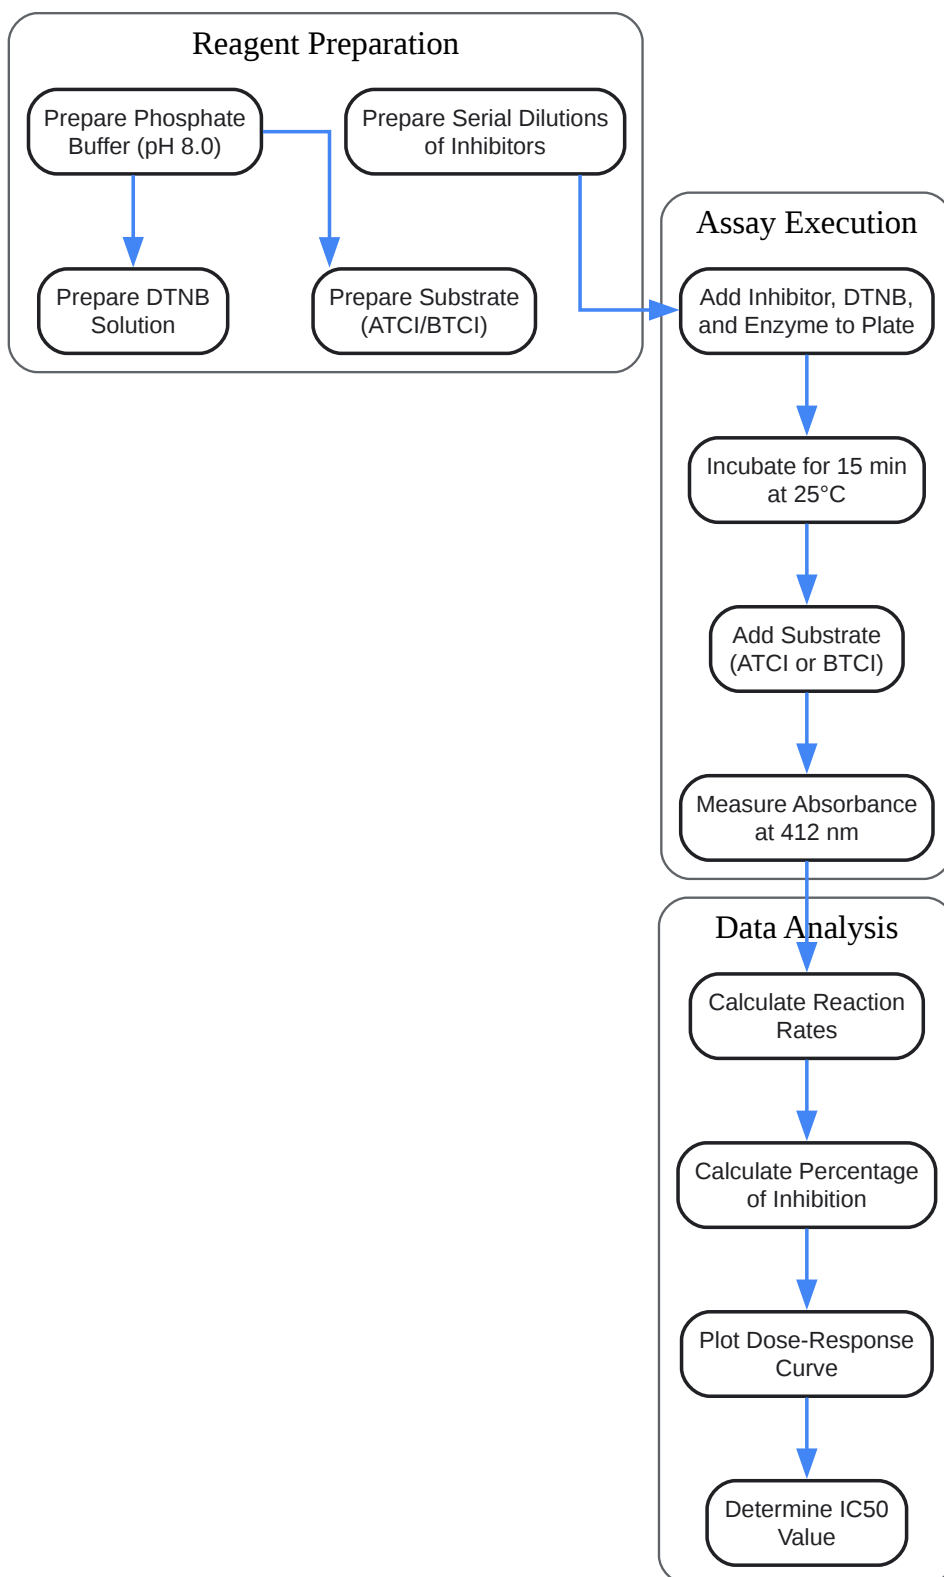 Reagent Preparation
Prepare Phosphate
Buffer (pH 8.0)
Prepare Serial Dilutions
of Inhibitors
Prepare DTNB
Solution
Prepare Substrate
(ATCI/BTCI)
Assay Execution
Add Inhibitor, DTNB,
and Enzyme to Plate
Incubate for 15 min
at 25°C
Add Substrate
(ATCI or BTCI)
Measure Absorbance
at 412 nm
Data Analysis
Calculate Reaction
Rates
Calculate Percentage
of Inhibition
Plot Dose-Response
Curve
Determine IC50
Value